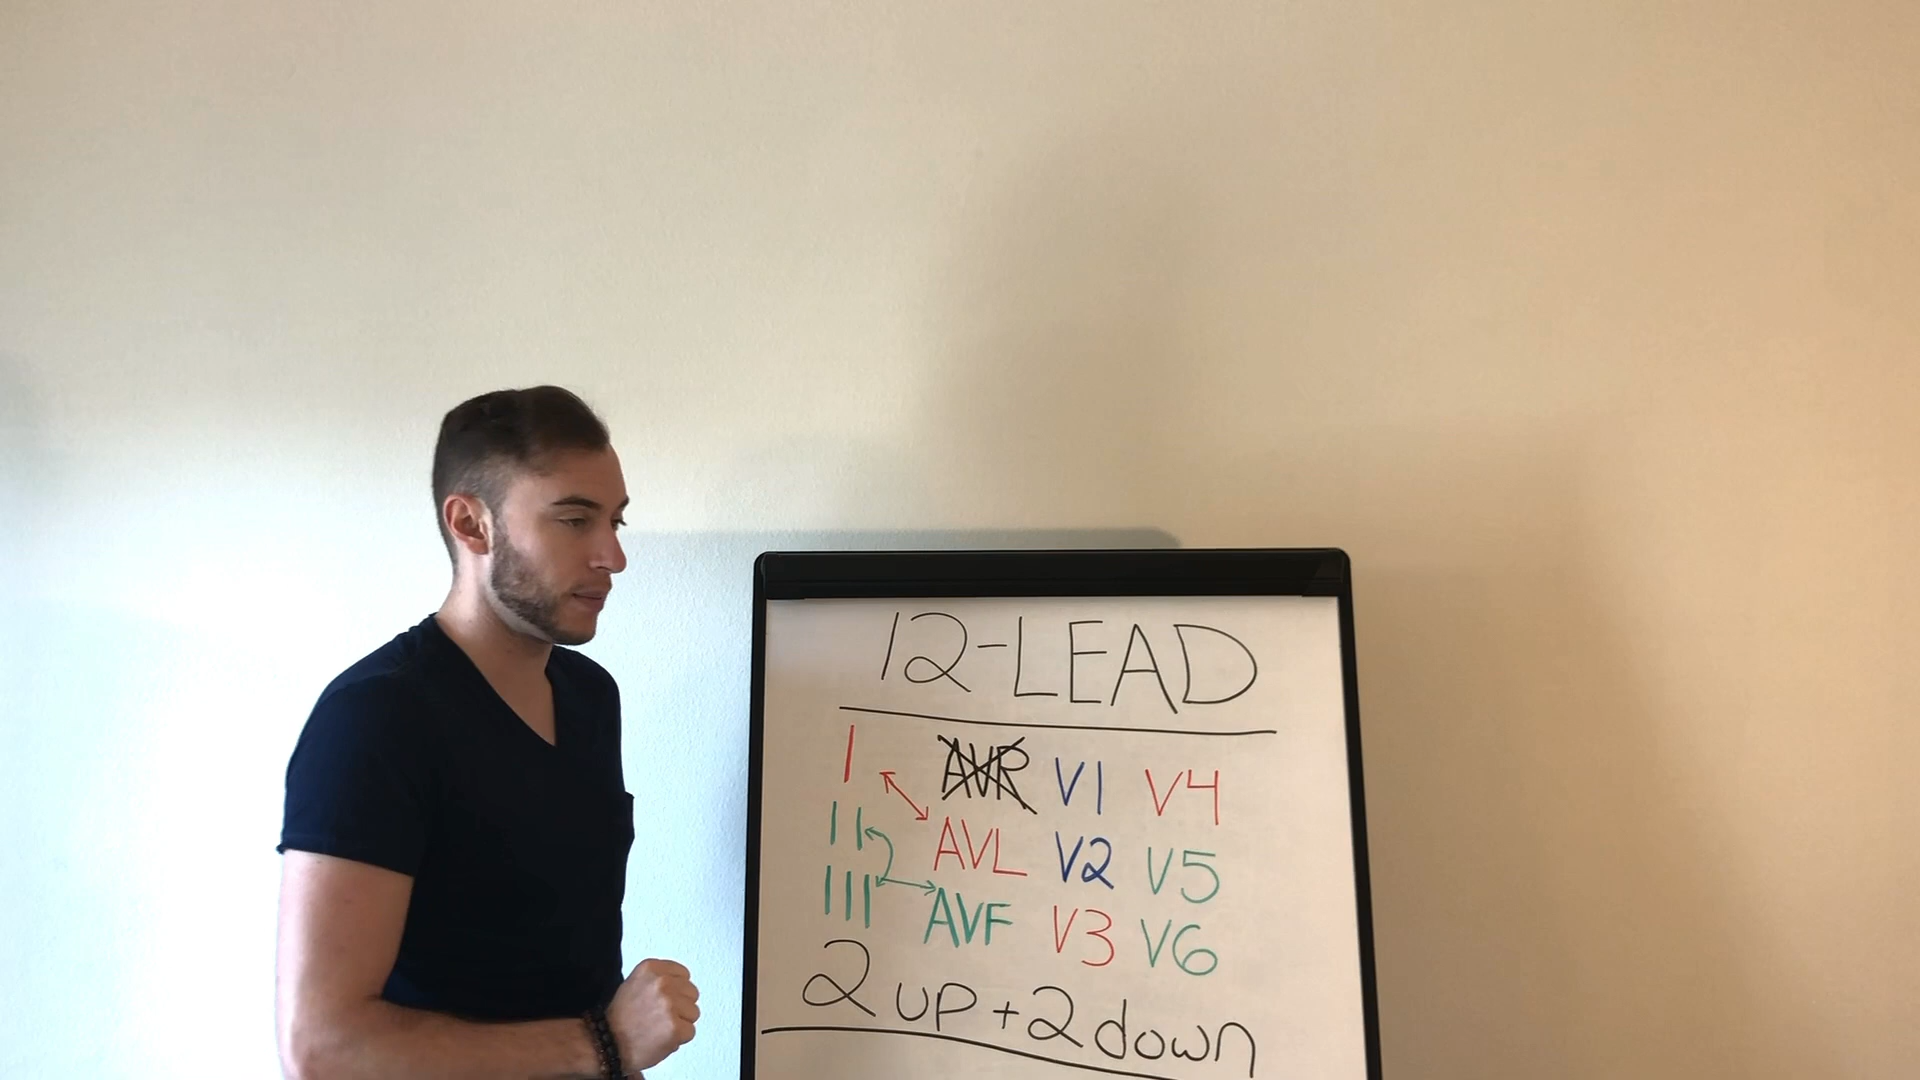 12-LEAD
I AVR V1 V4
II AVL V2 V5
III AVF V3 V6
2 up + 2 down